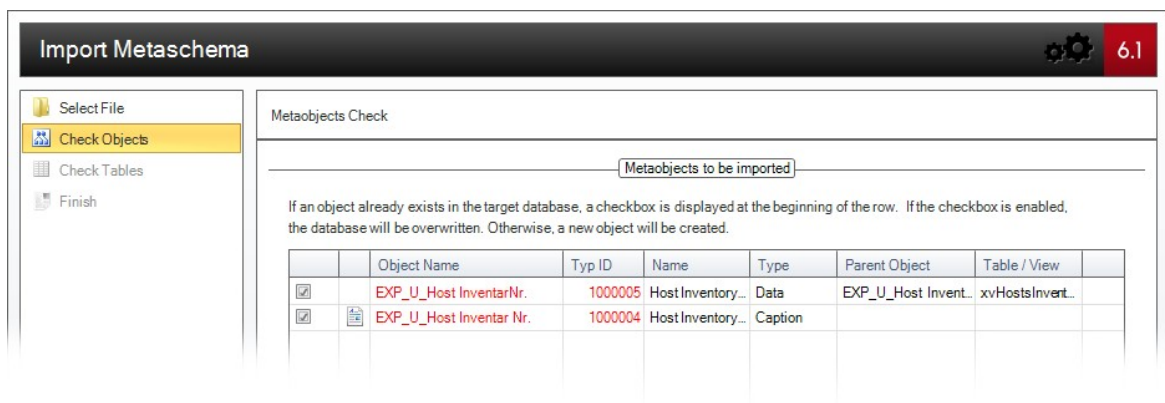 Import Metaschema 6.1
Select File
Check Objects
Check Tables
Finish
Metaobjects Check
Metaobjects to be imported
If an object already exists in the target database, a checkbox is displayed at the beginning of the row. If the checkbox is enabled,
the database will be overwritten. Otherwise, a new object will be created.
Object Name Typ ID Name Type Parent Object Table / View
EXP_U_Host InventarNr. 1000005 Host Inventory... Data EXP_U_Host Invent... xvHostsInvent...
EXP_U_Host Inventar Nr. 1000004 Host Inventory... Caption